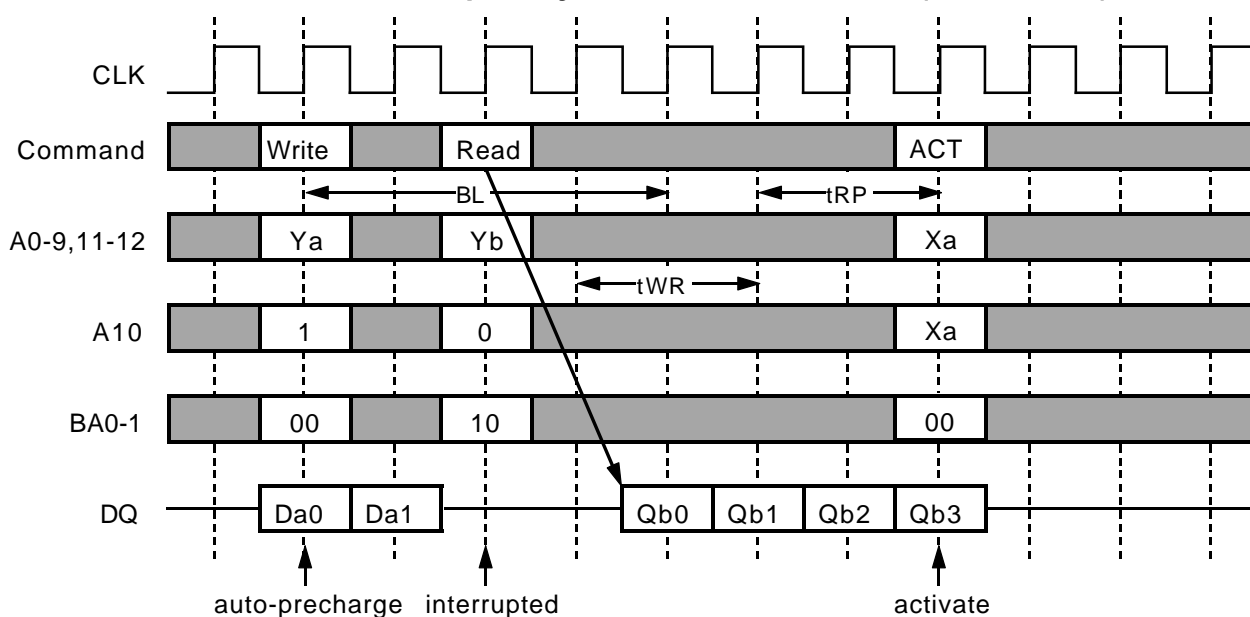 CLK
Command Write Read ACT
BL tRP
A0-9,11-12 Ya Yb Xa
tWR
A10 1 0 Xa
BA0-1 00 10 00
DQ Da0 Da1 Qb0 Qb1 Qb2 Qb3
auto-precharge interrupted activate